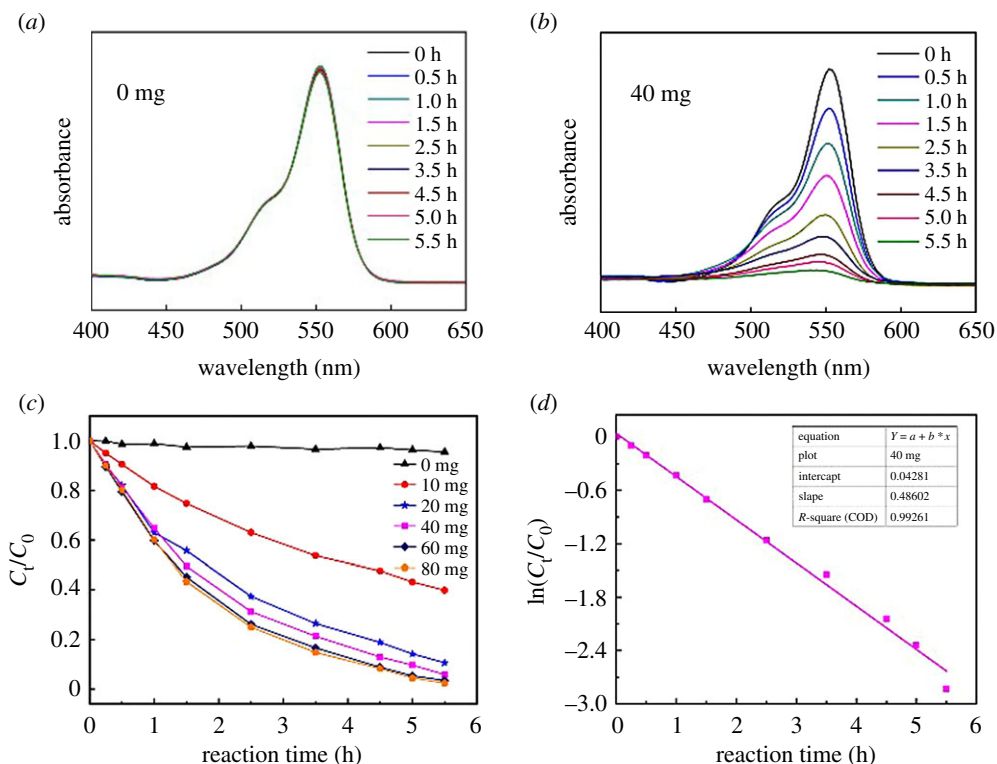 (a)
absorbance
0 mg
0 h
0.5 h
1.0 h
1.5 h
2.5 h
3.5 h
4.5 h
5.0 h
5.5 h
400 450 500 550 600 650
wavelength (nm)
(b)
absorbance
40 mg
0 h
0.5 h
1.0 h
1.5 h
2.5 h
3.5 h
4.5 h
5.0 h
5.5 h
400 450 500 550 600 650
wavelength (nm)
(c)
Ct/C0
1.0
0.8
0.6
0.4
0.2
0
0 mg
10 mg
20 mg
40 mg
60 mg
80 mg
0 1 2 3 4 5 6
reaction time (h)
(d)
ln(Ct/C0)
0
−0.6
−1.2
−1.8
−2.4
−3.0
equation Y = a + b * x
plot 40 mg
intercept 0.04281
slope 0.48602
R-square (COD) 0.99261
0 1 2 3 4 5 6
reaction time (h)